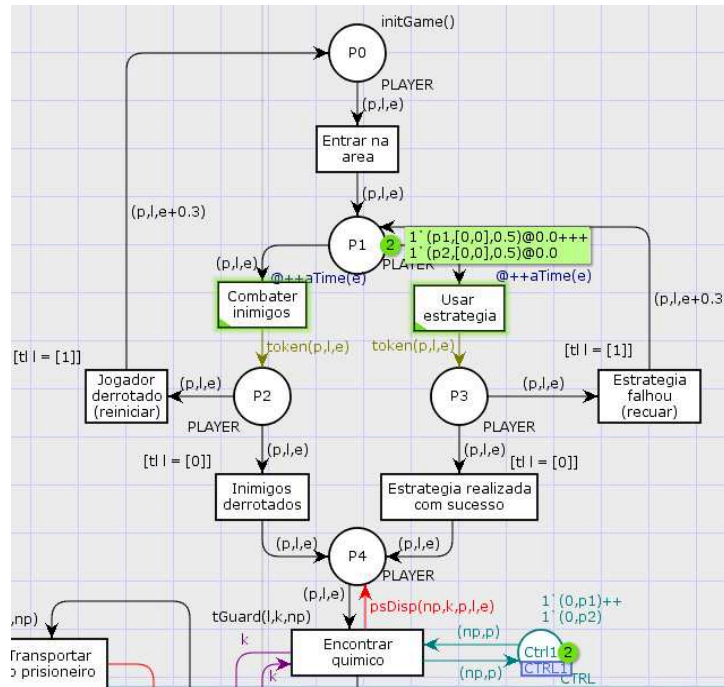 initGame()
P0
PLAYER
(p,l,e)
Entrar na
area
(p,l,e+0.3)
(p,l,e)
P1
2
1`(p1,[0,0],0.5)@0.0+++
1`(p2,[0,0],0.5)@0.0
PLAYER
(p,l,e)
@++aTime(e)
@++aTime(e)
Combater
inimigos
Usar
estrategia
(p,l,e+0.3
token(p,l,e)
token(p,l,e)
[tl l = [1]]
[tl l = [1]]
Jogador
derrotado
(reiniciar)
(p,l,e)
P2
PLAYER
P3
PLAYER
(p,l,e)
Estrategia
falhou
(recuar)
[tl l = [0]]
(p,l,e)
(p,l,e)
[tl l = [0]]
Inimigos
derrotados
Estrategia realizada
com sucesso
(p,l,e)
P4
(p,l,e)
PLAYER
(p,l,e)
psDisp(np,k,p,l,e)
,np)
tGuard(l,k,np)
1`(0,p1)++
1`(0,p2)
k
Encontrar
quimico
(np,p)
Ctrl1
2
CTRL1
CTRL
(np,p)
k
Transportar
o prisioneiro